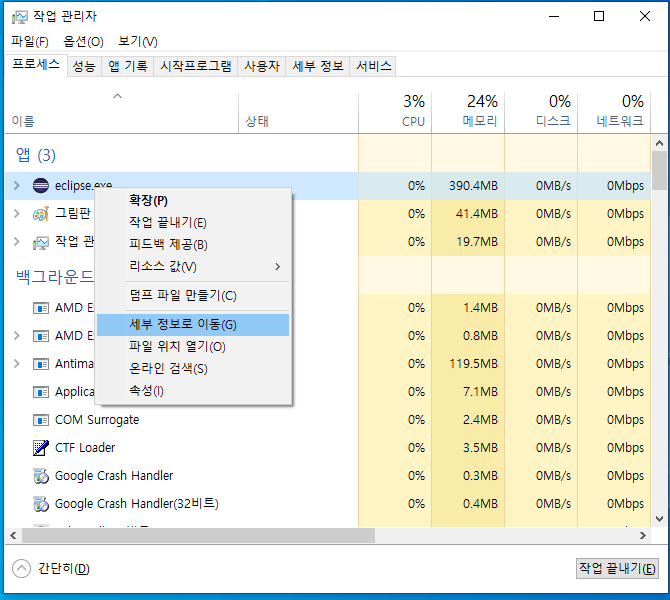 작업 관리자
파일(F) 옵션(O) 보기(V)
프로세스 성능 앱 기록 시작프로그램 사용자 세부 정보 서비스
3% 24% 0% 0%
이름 상태 CPU 메모리 디스크 네트워크
앱 (3)
eclipse.exe 0% 390.4MB 0MB/s 0Mbps
그림판 0% 41.4MB 0MB/s 0Mbps
작업 관 0% 19.7MB 0MB/s 0Mbps
백그라운드
AMD E 0% 1.4MB 0MB/s 0Mbps
AMD E 0% 0.8MB 0MB/s 0Mbps
Antima 0% 119.5MB 0MB/s 0Mbps
Applica 0% 7.1MB 0MB/s 0Mbps
COM Surrogate 0% 2.4MB 0MB/s 0Mbps
CTF Loader 0% 3.5MB 0MB/s 0Mbps
Google Crash Handler 0% 0.3MB 0MB/s 0Mbps
Google Crash Handler(32비트) 0% 0.4MB 0MB/s 0Mbps
확장(P)
작업 끝내기(E)
피드백 제공(B)
리소스 값(V)
덤프 파일 만들기(C)
세부 정보로 이동(G)
파일 위치 열기(O)
온라인 검색(S)
속성(I)
간단히(D) 작업 끝내기(E)